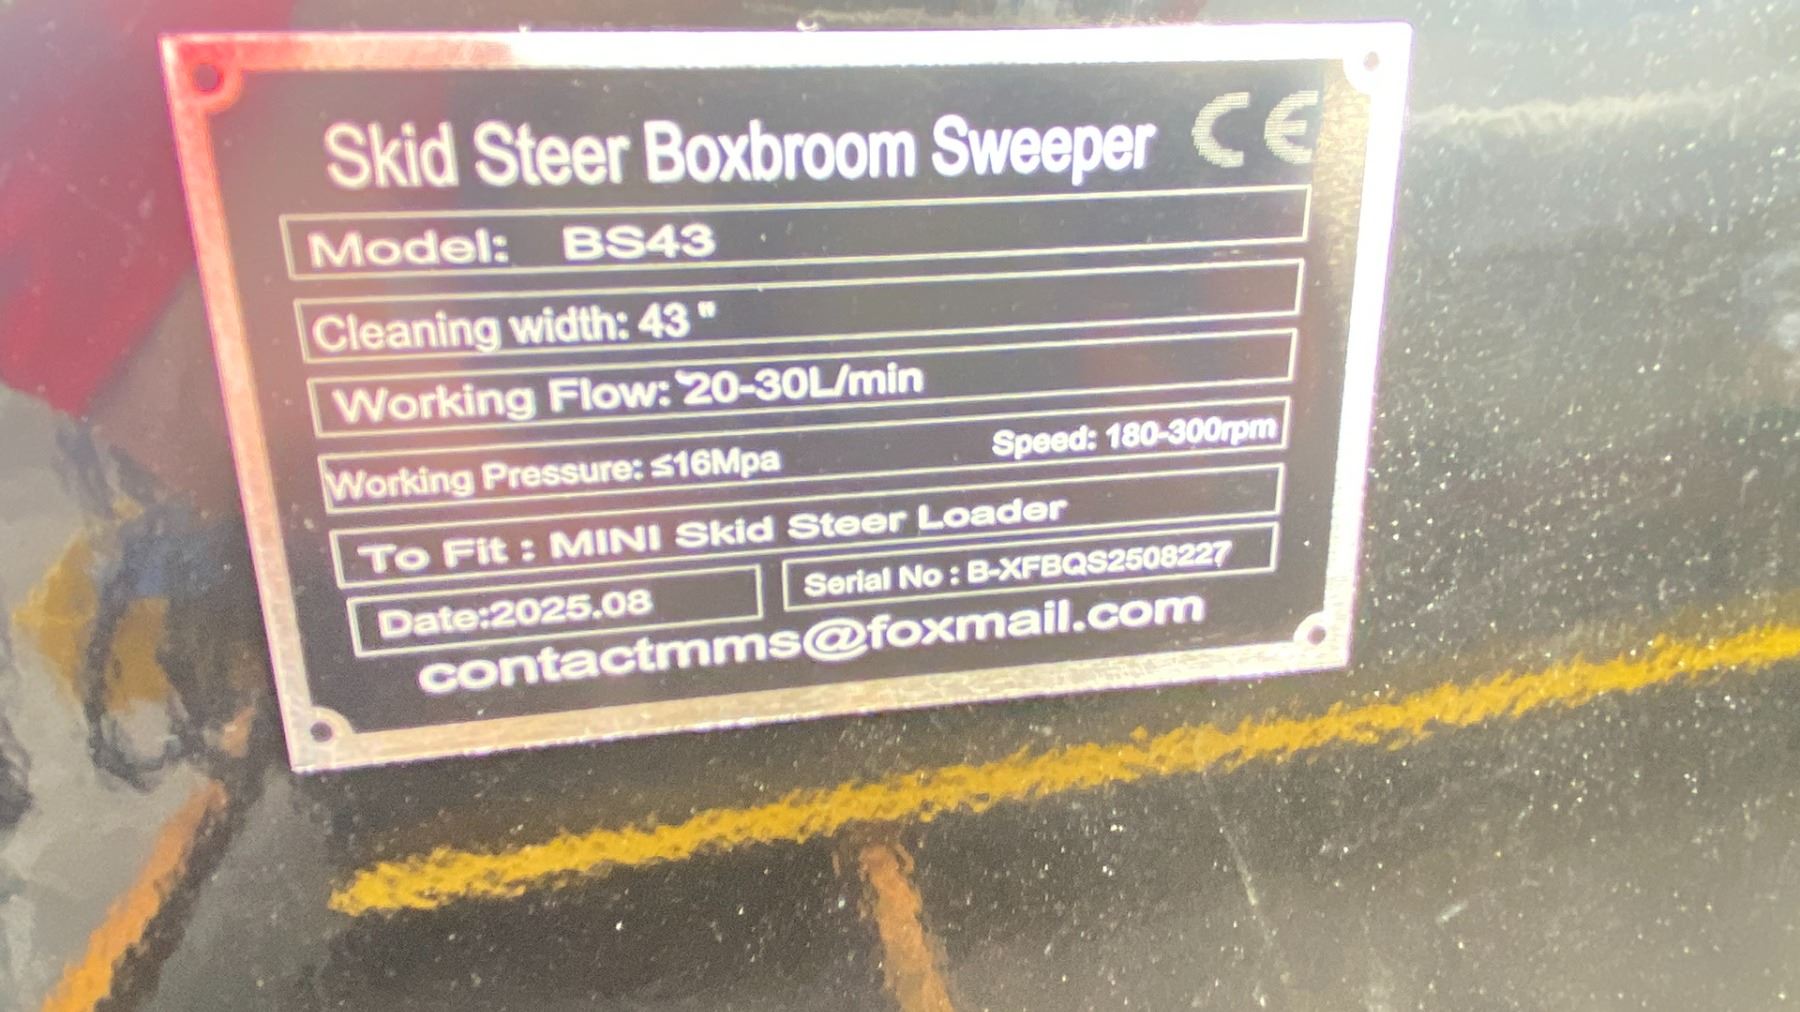 Skid Steer Boxbroom Sweeper CE
Model: BS43
Cleaning width: 43 "
Working Flow: 20-30L/min
Working Pressure: ≤16Mpa Speed: 180-300rpm
To Fit : MINI Skid Steer Loader
Date:2025.08 Serial No : B-XFBQS2508227
contactmms@foxmail.com